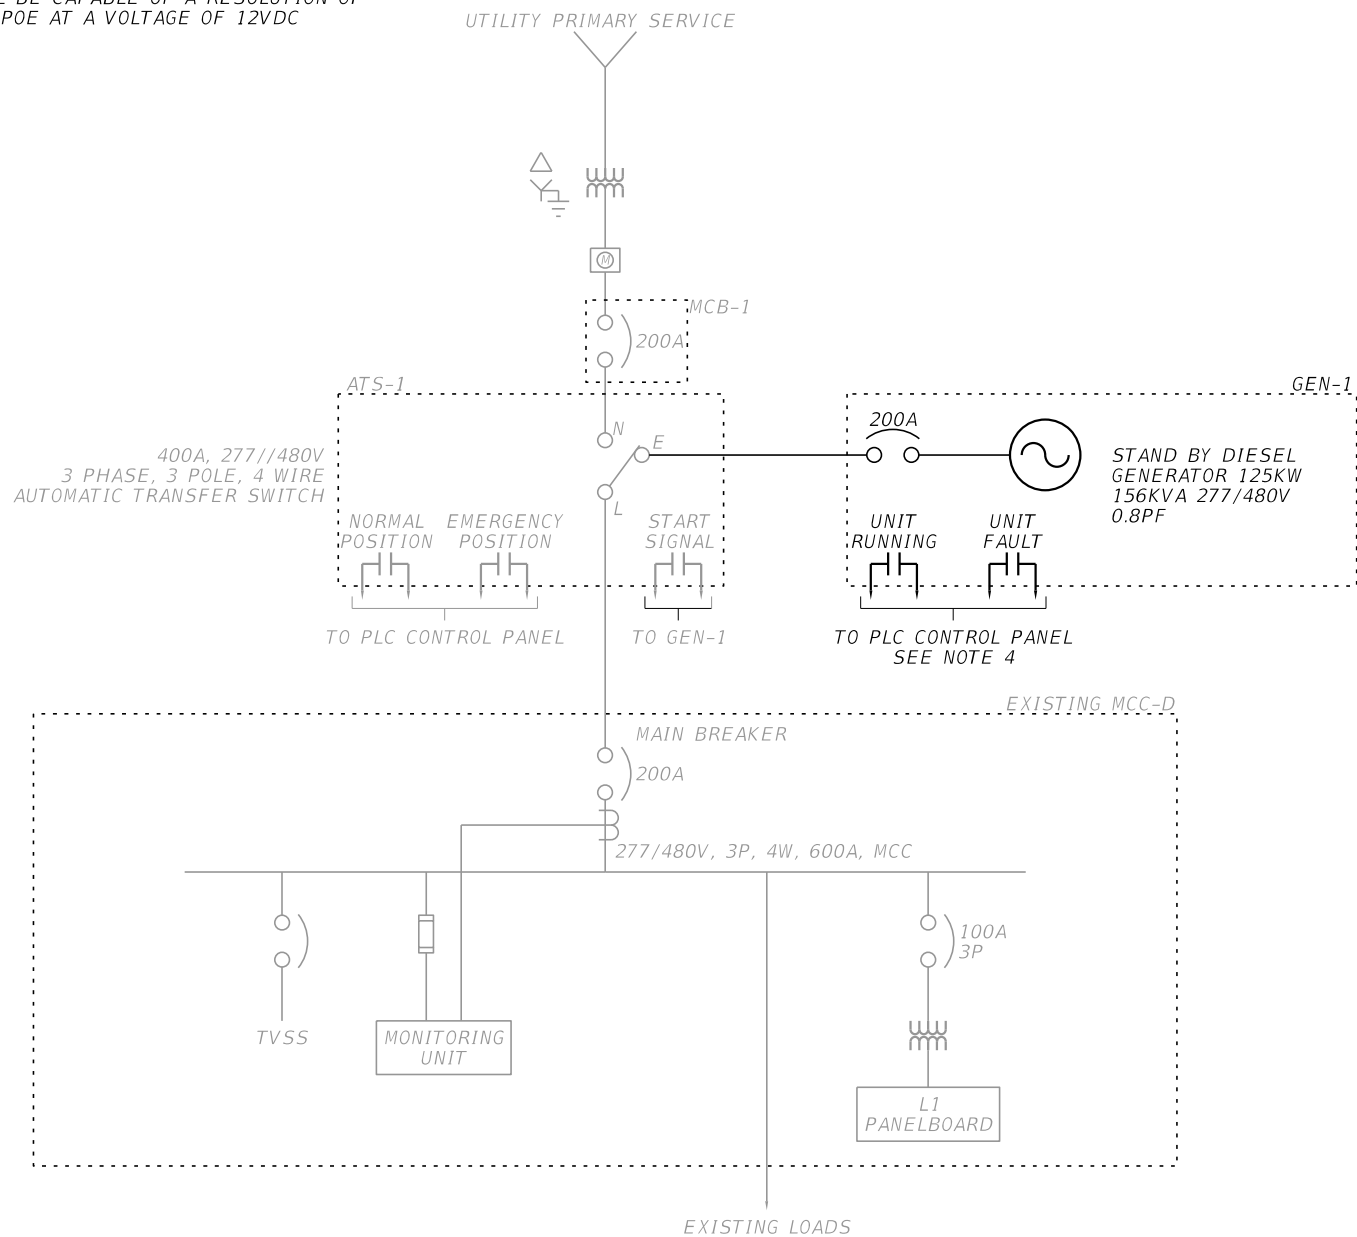 POE AT A VOLTAGE OF 12VDC
UTILITY PRIMARY SERVICE
M
MCB-1
200A
ATS-1
GEN-1
400A, 277//480V
3 PHASE, 3 POLE, 4 WIRE
AUTOMATIC TRANSFER SWITCH
N
E
L
200A
STAND BY DIESEL
GENERATOR 125KW
156KVA 277/480V
0.8PF
NORMAL
POSITION
EMERGENCY
POSITION
START
SIGNAL
UNIT
RUNNING
UNIT
FAULT
TO PLC CONTROL PANEL
TO GEN-1
TO PLC CONTROL PANEL
SEE NOTE 4
EXISTING MCC-D
MAIN BREAKER
200A
277/480V, 3P, 4W, 600A, MCC
100A
3P
TVSS
MONITORING
UNIT
L1
PANELBOARD
EXISTING LOADS